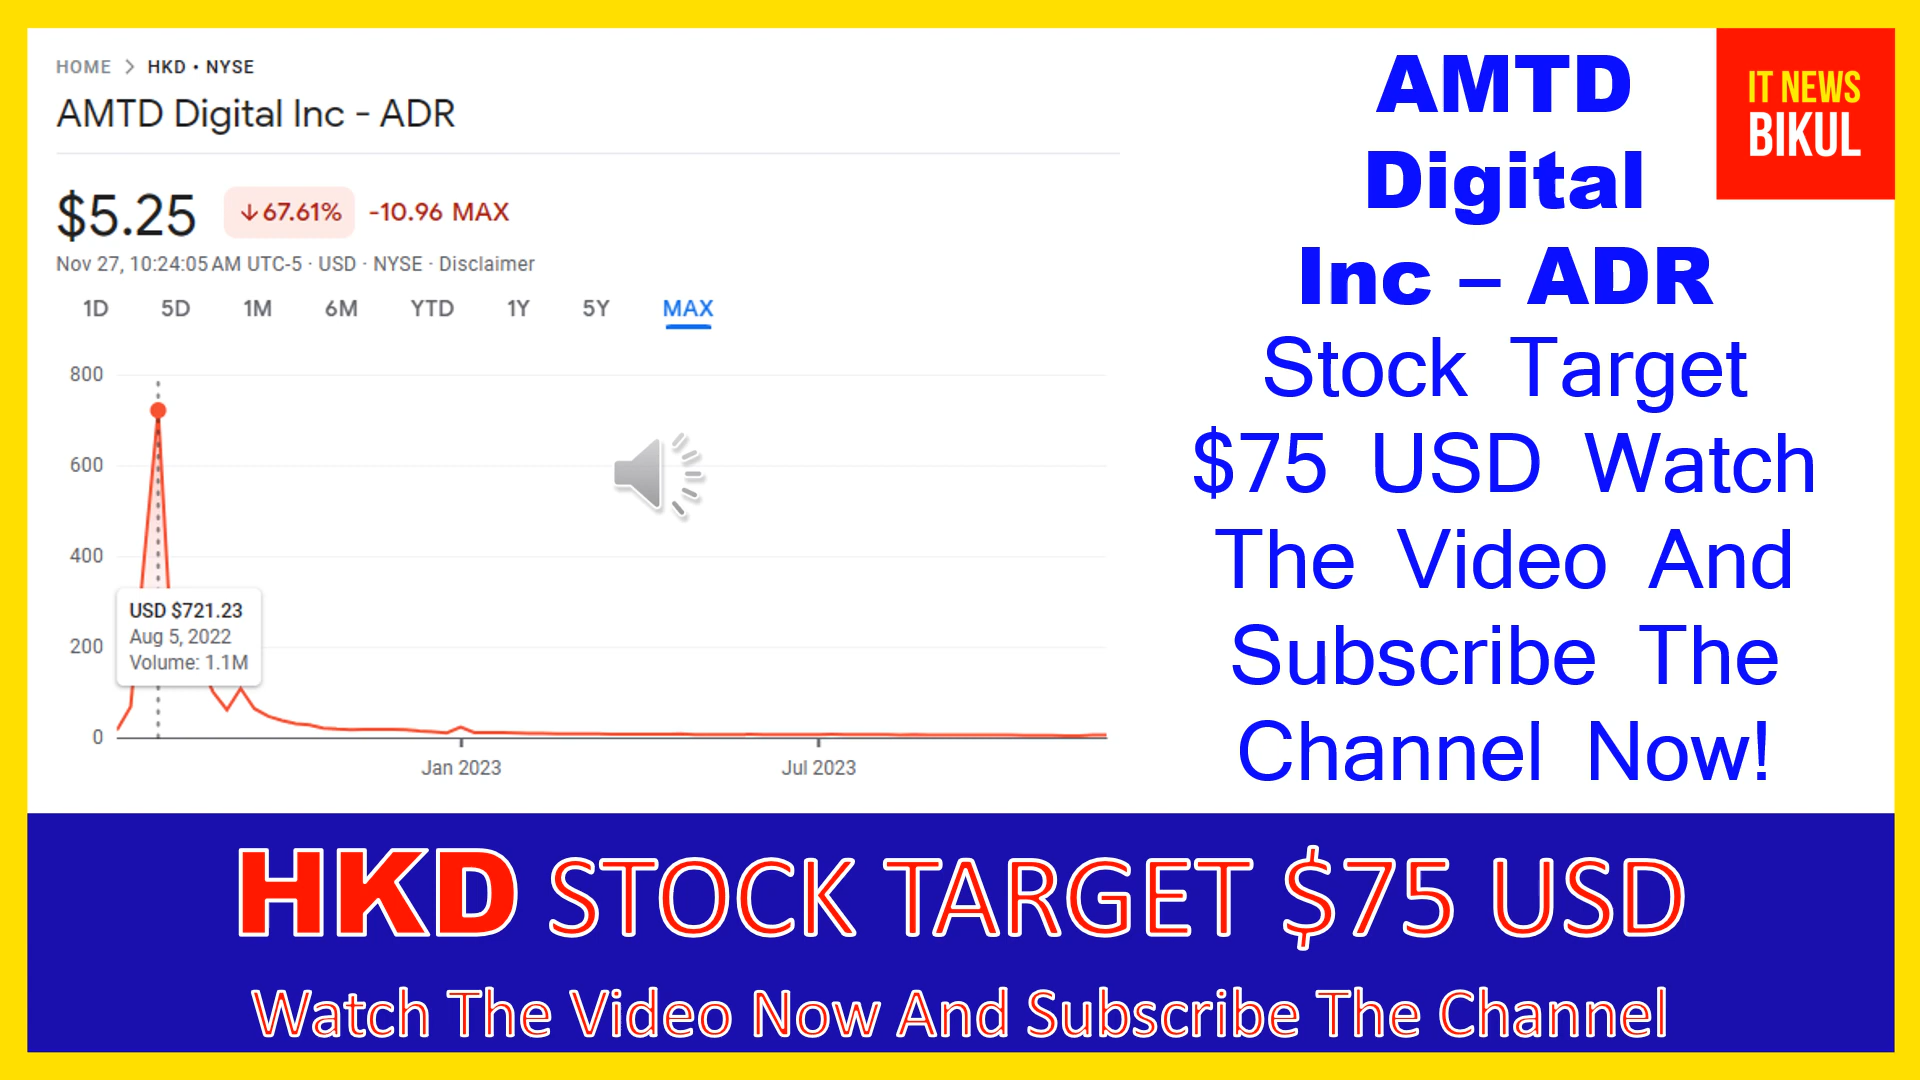 HOME > HKD • NYSE
AMTD Digital Inc - ADR
$5.25 ↓67.61% -10.96 MAX
Nov 27, 10:24:05 AM UTC-5 · USD · NYSE · Disclaimer
1D 5D 1M 6M YTD 1Y 5Y MAX
800
600
400
200
0
USD $721.23
Aug 5, 2022
Volume: 1.1M
Jan 2023 Jul 2023
AMTD
Digital
Inc – ADR
Stock Target
$75 USD Watch
The Video And
Subscribe The
Channel Now!
IT NEWS
BIKUL
HKD STOCK TARGET $75 USD
Watch The Video Now And Subscribe The Channel